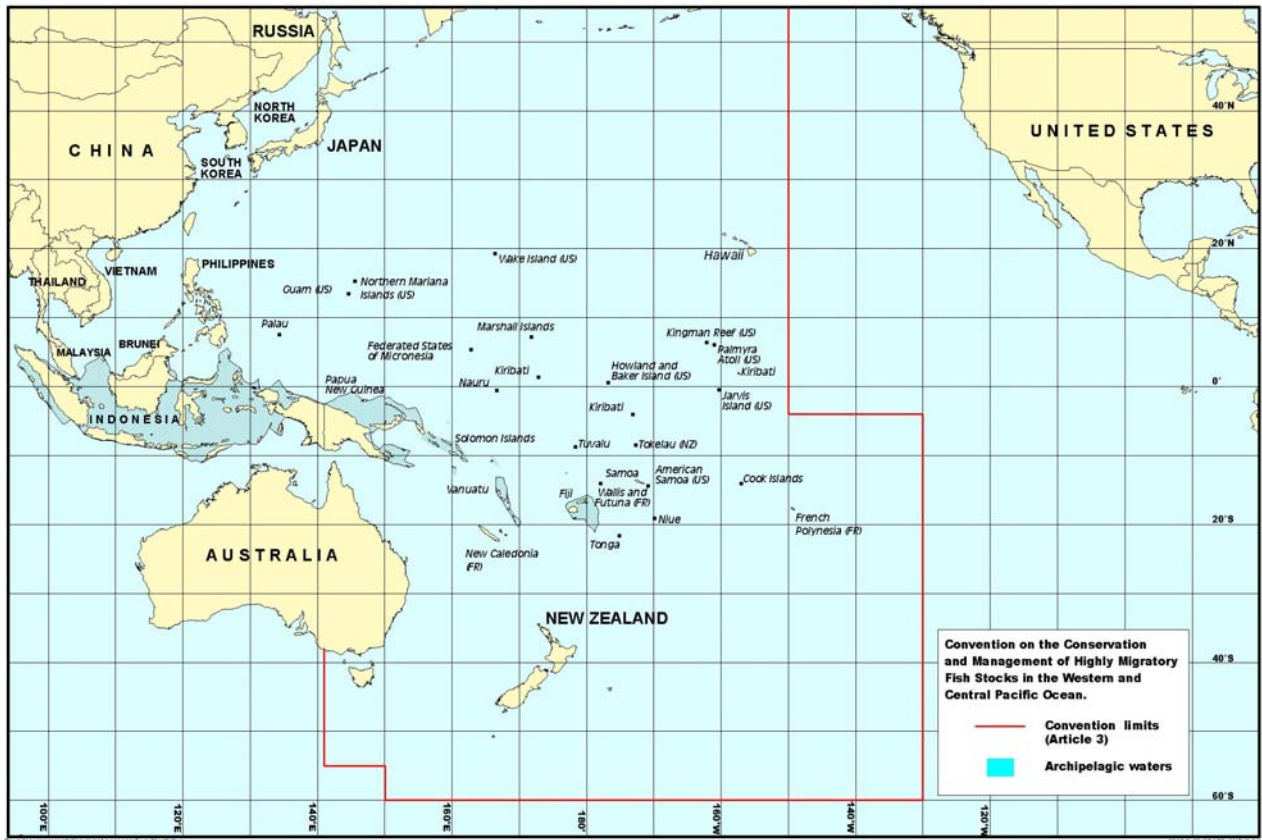 RUSSIA
NORTH
KOREA
CHINA
JAPAN
SOUTH
KOREA
UNITED STATES
40°N
20°N
Hawaii
Wake Island (US)
VIETNAM
PHILIPPINES
THAILAND
Guam (US)
Northern Mariana
Islands (US)
Palau
Marshall Islands
Kingman Reef (US)
Federated States
of Micronesia
Palmyra
Atoll (US)
MALAYSIA
BRUNEI
Kiribati
Howland and
Baker Island (US)
Kiribati
0°
Papua
New Guinea
Nauru
Jarvis
Island (US)
Kiribati
INDONESIA
Solomon Islands
Tuvalu
Tokelau (NZ)
Samoa
American
Samoa (US)
Cook Islands
Vanuatu
Fiji
Wallis and
Futuna (FR)
Niue
French
Polynesia (FR)
20°S
Tonga
AUSTRALIA
New Caledonia
(FR)
NEW ZEALAND
Convention on the Conservation
and Management of Highly Migratory
Fish Stocks in the Western and
Central Pacific Ocean.
Convention limits
(Article 3)
Archipelagic waters
40°S
60°S
100°E
120°E
140°E
160°E
180°
160°W
140°W
120°W